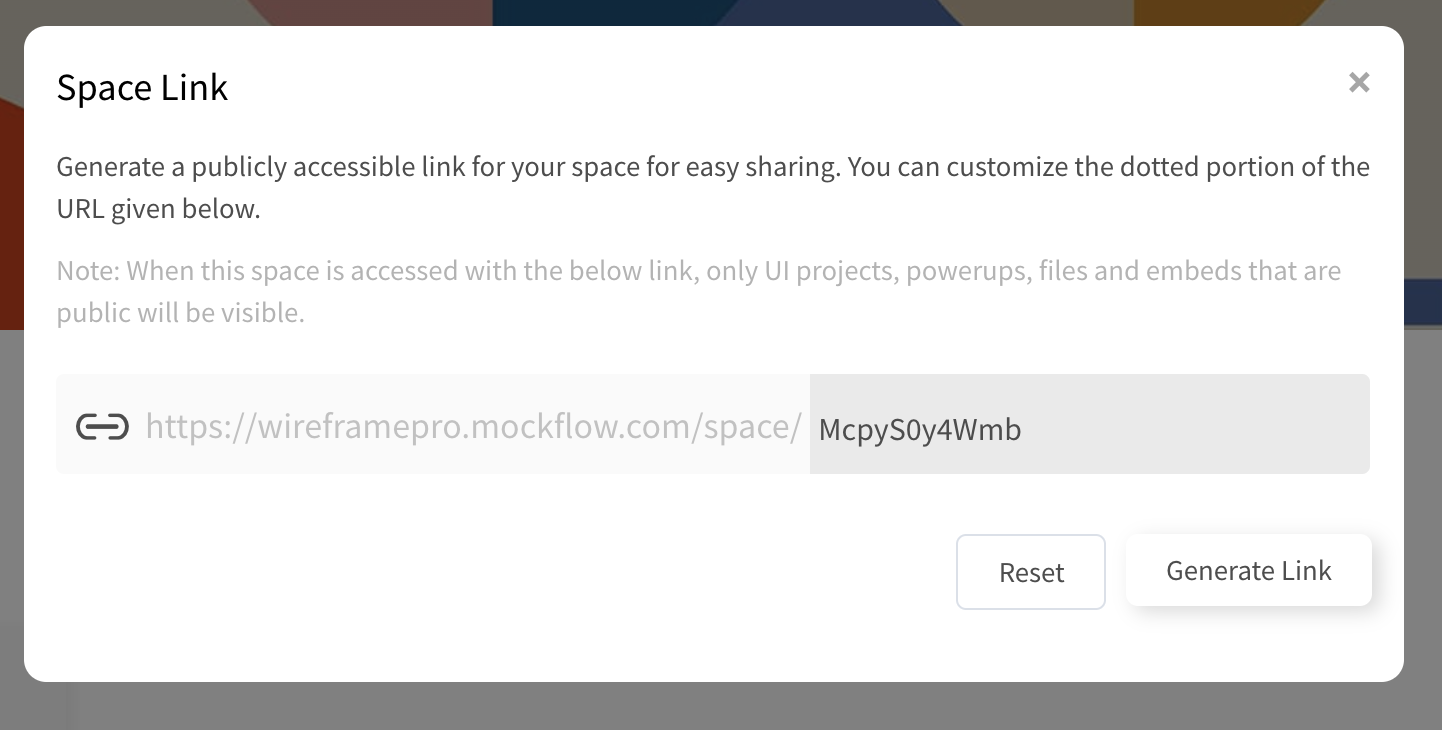 Space Link
Generate a publicly accessible link for your space for easy sharing. You can customize the dotted portion of the
URL given below.
Note: When this space is accessed with the below link, only UI projects, powerups, files and embeds that are
public will be visible.
https://wireframepro.mockflow.com/space/ McpyS0y4Wmb
Reset Generate Link